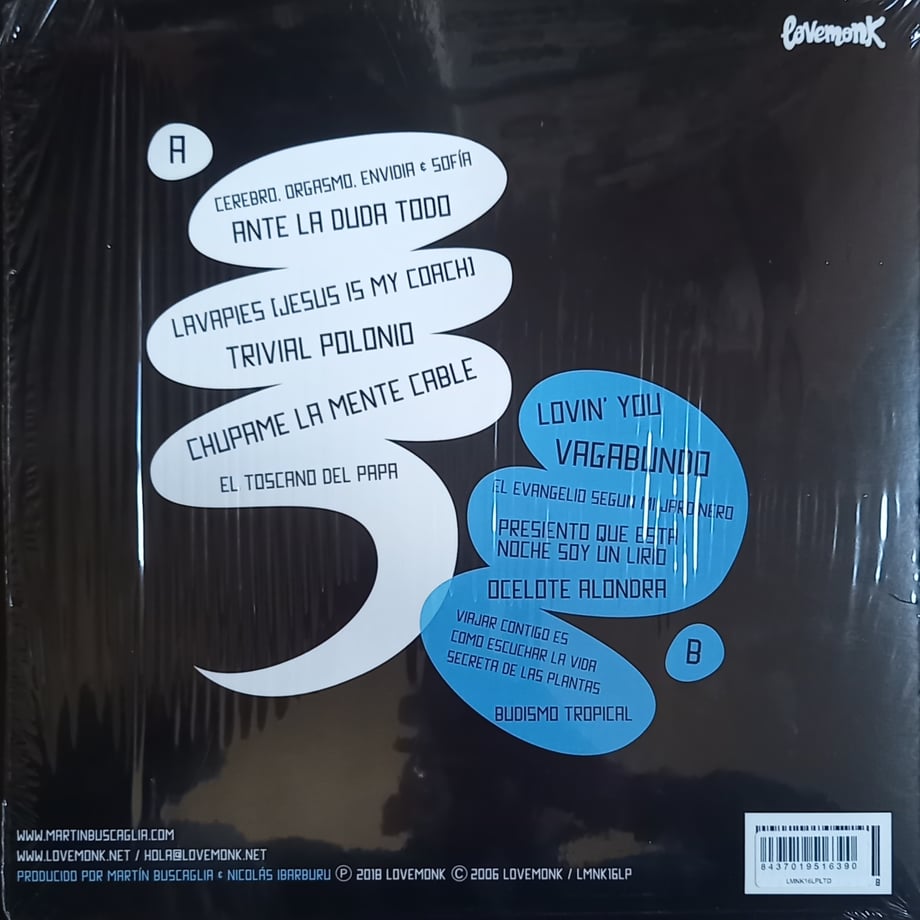 lovemonk
A
CEREBRO, ORGASMO, ENVIDIA & SOFÍA
ANTE LA DUDA TODO
LAVAPIES [JESUS IS MY COACH]
TRIVIAL POLONIO
CHUPAME LA MENTE CABLE
EL TOSCANO DEL PAPA
LOVIN' YOU
VAGABUNDO
EL EVANGELIO SEGUN MI JARDINERO
PRESIENTO QUE ESTA
NOCHE SOY UN LIRIO
OCELOTE ALONDRA
VIAJAR CONTIGO ES
COMO ESCUCHAR LA VIDA
SECRETA DE LAS PLANTAS
BUDISMO TROPICAL
B
WWW.MARTINBUSCAGLIA.COM
WWW.LOVEMONK.NET / HOLA@LOVEMONK.NET
PRODUCIDO POR MARTÍN BUSCAGLIA & NICOLÁS IBARBURU Ⓟ 2018 LOVEMONK © 2006 LOVEMONK / LMNK16LP
8437019516390
LMNK16LPLTD